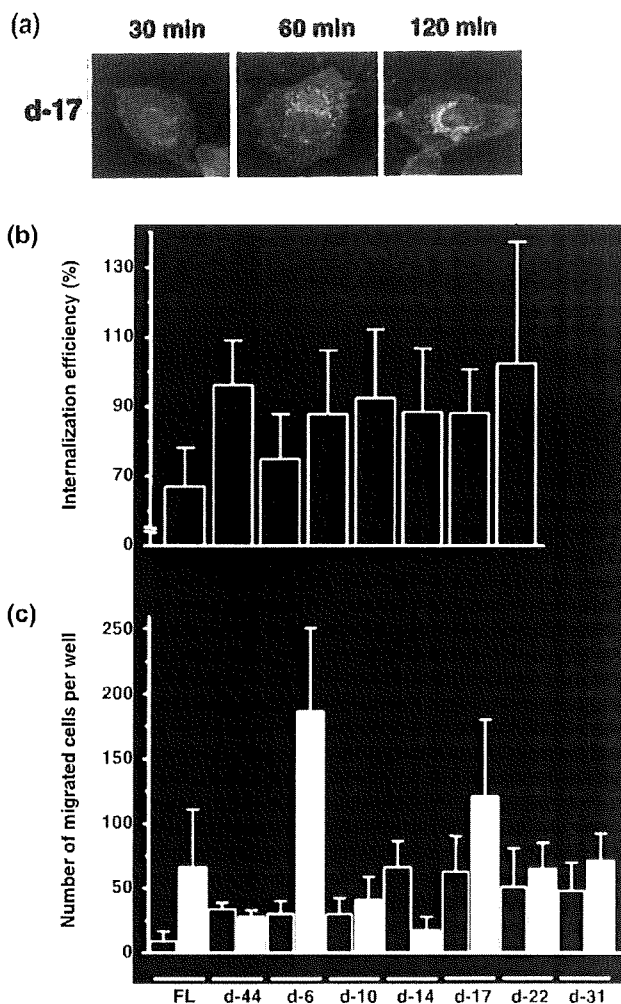 (a)
30 min 60 min 120 min
d-17
(b)
Internalization efficiency (%)
130
110
90
70
0
(c)
Number of migrated cells per well
250
200
150
100
50
0
FL d-44 d-6 d-10 d-14 d-17 d-22 d-31